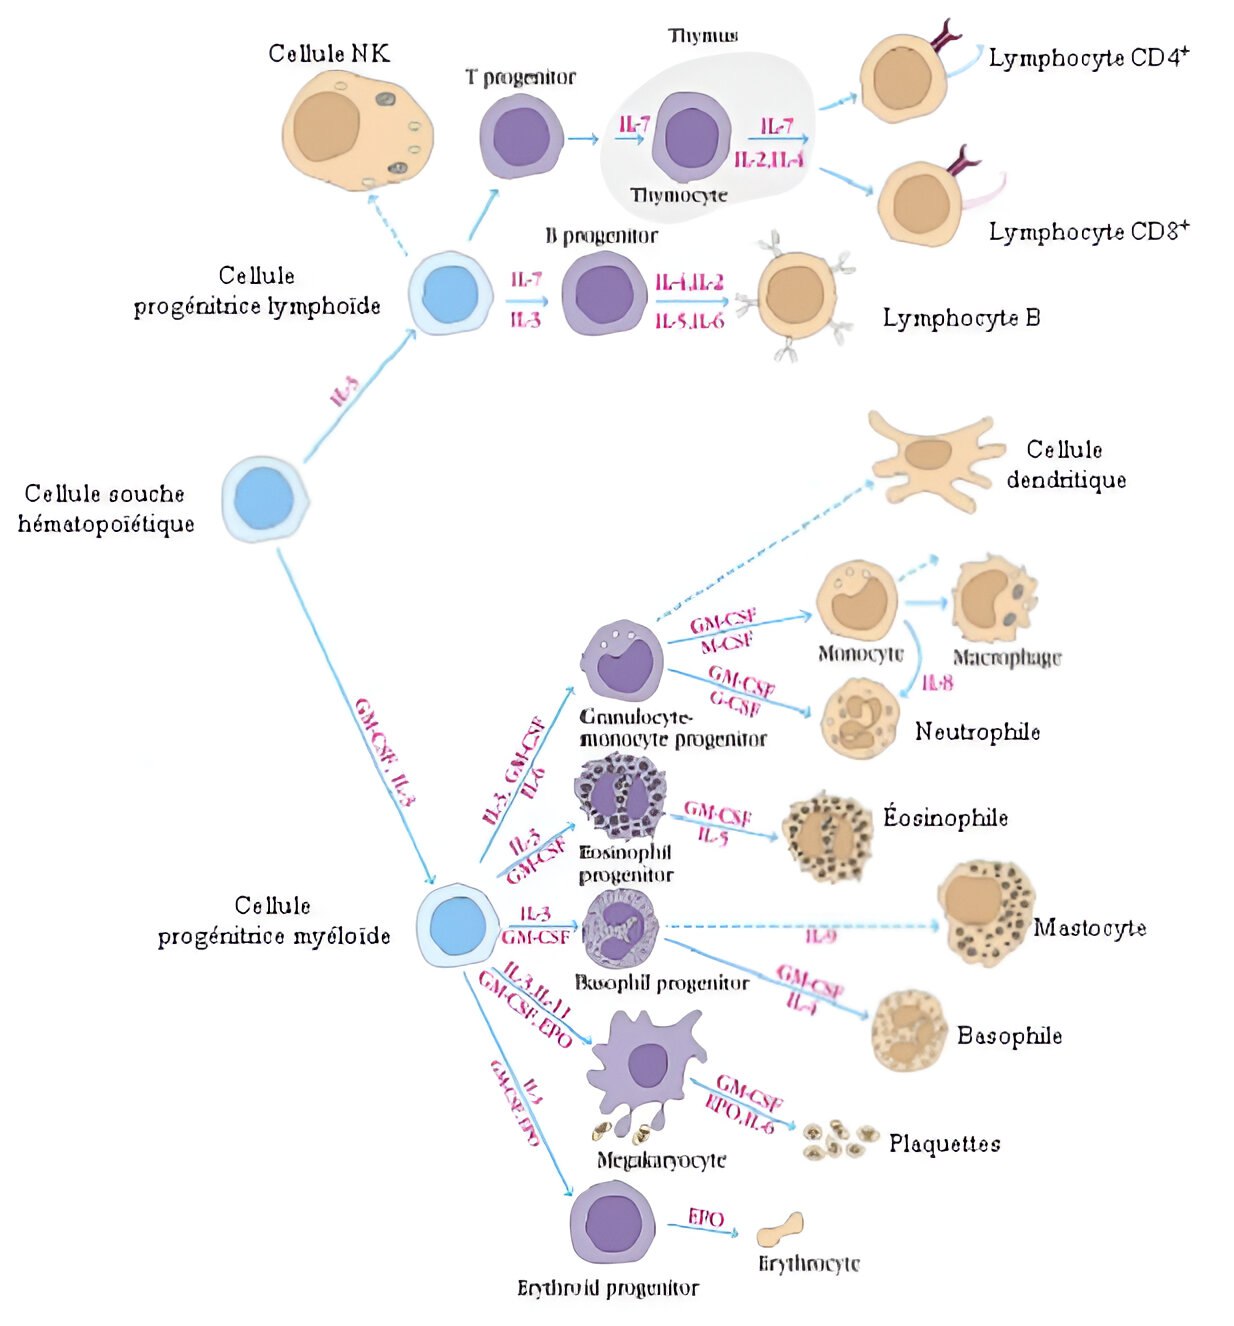 Thymus
Cellule NK
T progenitor
Lymphocyte CD4+
IL-7
IL-7
IL-2,IL-4
Thymocyte
Lymphocyte CD8+
B progenitor
Cellule
progénitrice lymphoïde
IL-7
IL-3
IL-4,IL-2
IL-5,IL-6
Lymphocyte B
Cellule
dendritique
Cellule souche
hématopoïétique
GM-CSF
M-CSF
Monocyte
Macrophage
IL-8
GM-CSF
G-CSF
Neutrophile
Granulocyte-
monocyte progenitor
GM-CSF, IL-3
IL-3, GM-CSF
IL-6
GM-CSF
IL-5
Éosinophile
IL-3
GM-CSF
Eosinophil
progenitor
Cellule
progénitrice myéloïde
IL-3
GM-CSF
IL-9
Mastocyte
Basophil progenitor
GM-CSF
IL-4
Basophile
IL-3,IL-11
GM-CSF, EPO
GM-CSF
EPO,IL-6
Plaquettes
Megakaryocyte
GM-CSF,EPO
EPO
Erythrocyte
Erythroid progenitor